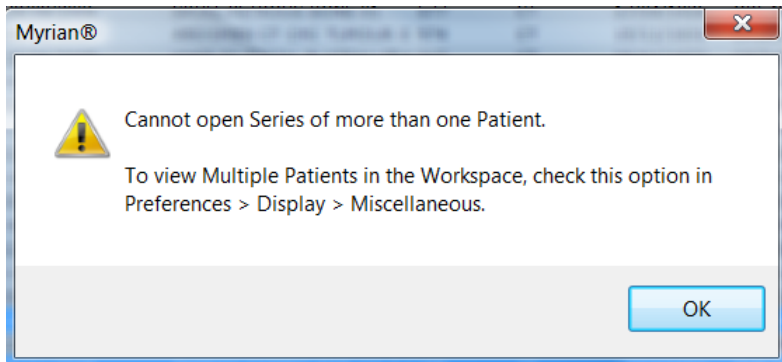 Myrian®
Cannot open Series of more than one Patient.
To view Multiple Patients in the Workspace, check this option in
Preferences > Display > Miscellaneous.
OK